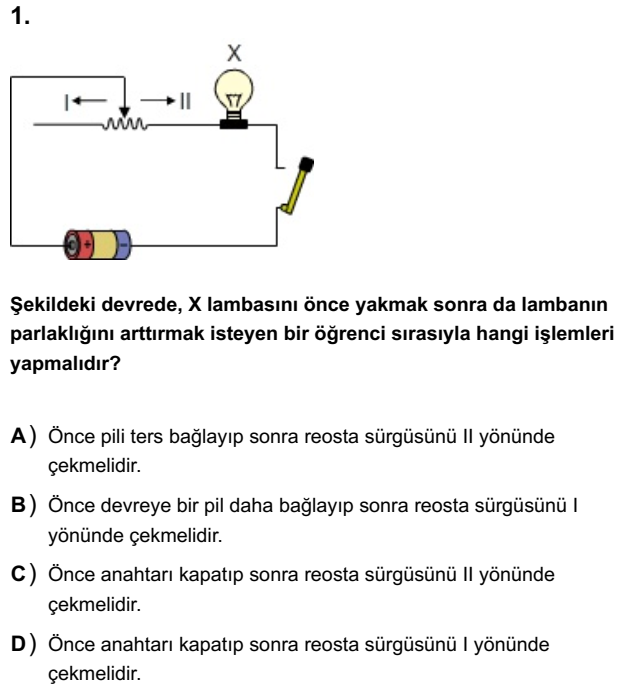 1.
X
I II
+ -
Şekildeki devrede, X lambasını önce yakmak sonra da lambanın
parlaklığını arttırmak isteyen bir öğrenci sırasıyla hangi işlemleri
yapmalıdır?
A) Önce pili ters bağlayıp sonra reosta sürgüsünü II yönünde
çekmelidir.
B) Önce devreye bir pil daha bağlayıp sonra reosta sürgüsünü I
yönünde çekmelidir.
C) Önce anahtarı kapatıp sonra reosta sürgüsünü II yönünde
çekmelidir.
D) Önce anahtarı kapatıp sonra reosta sürgüsünü I yönünde
çekmelidir.